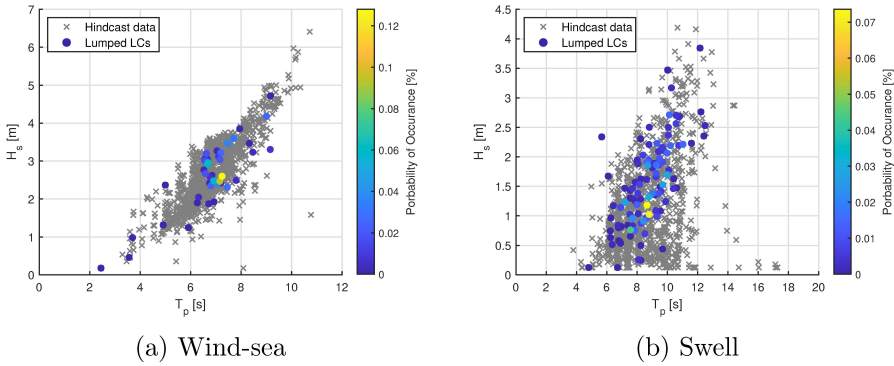 7
6
5
4
3
2
1
0
H_s [m]
0 2 4 6 8 10 12
T_p [s]
Hindcast data
Lumped LCs
0.12
0.1
0.08
0.06
0.04
0.02
0
Porbability of Occurance [%]
(a) Wind-sea
4.5
4
3.5
3
2.5
2
1.5
1
0.5
0
H_s [m]
0 2 4 6 8 10 12 14 16 18 20
T_p [s]
Hindcast data
Lumped LCs
0.07
0.06
0.05
0.04
0.03
0.02
0.01
0
Porbability of Occurance [%]
(b) Swell